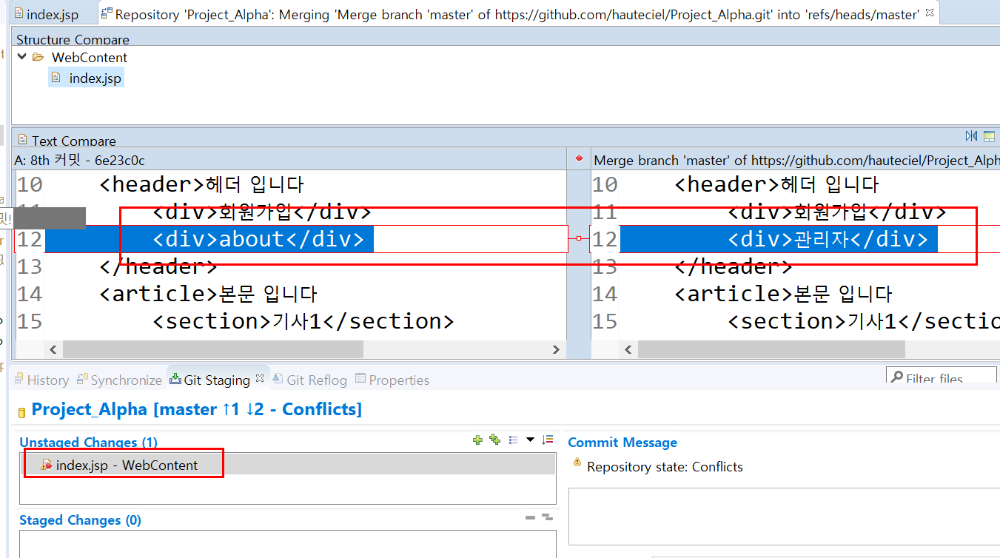 index.jsp
Repository 'Project_Alpha': Merging 'Merge branch 'master' of https://github.com/hauteciel/Project_Alpha.git' into 'refs/heads/master'
Structure Compare
WebContent
index.jsp
Text Compare
A: 8th 커밋 - 6e23c0c
10 <header>헤더 입니다
11 <div>회원가입</div>
12 <div>about</div>
13 </header>
14 <article>본문 입니다
15 <section>기사1</section>
Merge branch 'master' of https://github.com/hauteciel/Project_Alph
10 <header>헤더 입니다
11 <div>회원가입</div>
12 <div>관리자</div>
13 </header>
14 <article>본문 입니다
15 <section>기사1</sectio
History Synchronize Git Staging Git Reflog Properties
Filter files
Project_Alpha [master ↑1 ↓2 - Conflicts]
Unstaged Changes (1)
index.jsp - WebContent
Staged Changes (0)
Commit Message
Repository state: Conflicts